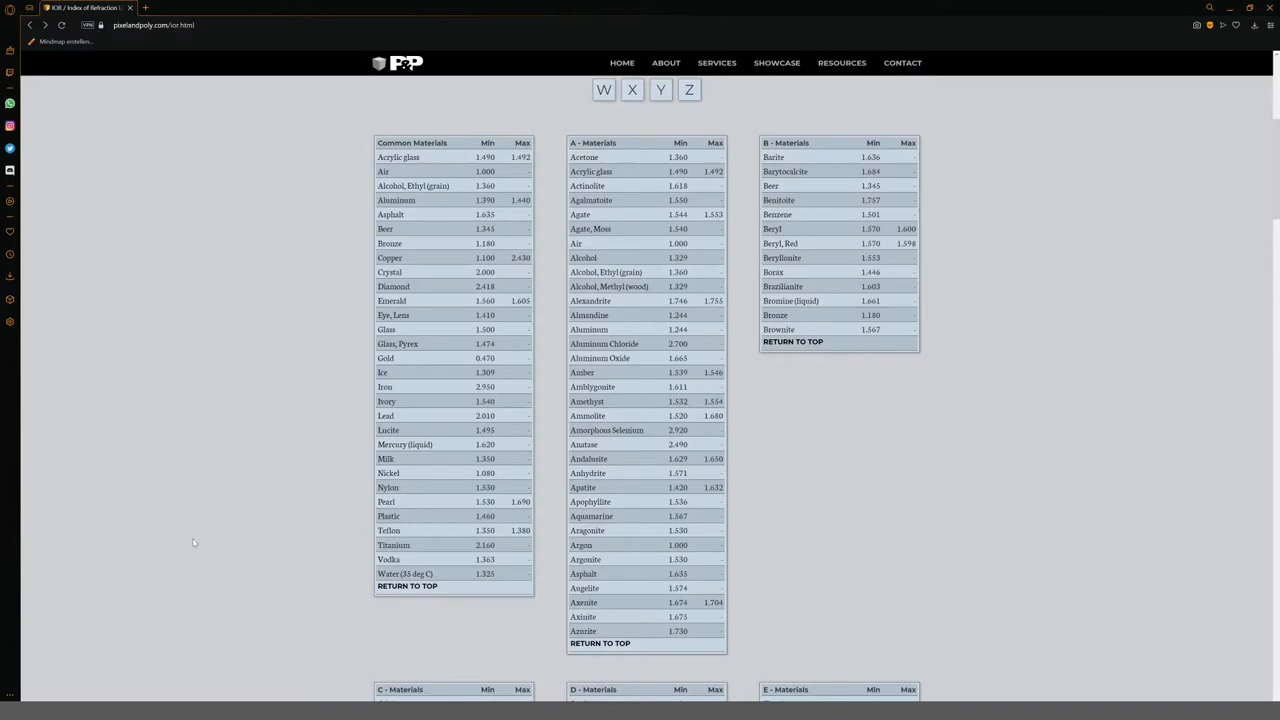 IOR / Index of Refraction L
VPN pixelandpoly.com/ior.html
Mindmap erstellen...
P&P HOME ABOUT SERVICES SHOWCASE RESOURCES CONTACT
W X Y Z
Common Materials Min Max
Acrylic glass 1.490 1.492
Air 1.000 -
Alcohol, Ethyl (grain) 1.360 -
Aluminum 1.390 1.440
Asphalt 1.635 -
Beer 1.345 -
Bronze 1.180 -
Copper 1.100 2.430
Crystal 2.000 -
Diamond 2.418 -
Emerald 1.560 1.605
Eye, Lens 1.410 -
Glass 1.500 -
Glass, Pyrex 1.474 -
Gold 0.470 -
Ice 1.309 -
Iron 2.950 -
Ivory 1.540 -
Lead 2.010 -
Lucite 1.495 -
Mercury (liquid) 1.620 -
Milk 1.350 -
Nickel 1.080 -
Nylon 1.530 -
Pearl 1.530 1.690
Plastic 1.460 -
Teflon 1.350 1.380
Titanium 2.160 -
Vodka 1.363 -
Water (35 deg C) 1.325 -
RETURN TO TOP
A - Materials Min Max
Acetone 1.360 -
Acrylic glass 1.490 1.492
Actinolite 1.618 -
Agalmatoite 1.550 -
Agate 1.544 1.553
Agate, Moss 1.540 -
Air 1.000 -
Alcohol 1.329 -
Alcohol, Ethyl (grain) 1.360 -
Alcohol, Methyl (wood) 1.329 -
Alexandrite 1.746 1.755
Almandine 1.244 -
Aluminum 1.244 -
Aluminum Chloride 2.700 -
Aluminum Oxide 1.665 -
Amber 1.539 1.546
Amblygonite 1.611 -
Amethyst 1.532 1.554
Ammolite 1.520 1.680
Amorphous Selenium 2.920 -
Anatase 2.490 -
Andalusite 1.629 1.650
Anhydrite 1.571 -
Apatite 1.420 1.632
Apophyllite 1.536 -
Aquamarine 1.567 -
Aragonite 1.530 -
Argon 1.000 -
Argonite 1.530 -
Asphalt 1.635 -
Augelite 1.574 -
Axenite 1.674 1.704
Axinite 1.675 -
Azurite 1.730 -
RETURN TO TOP
B - Materials Min Max
Barite 1.636 -
Barytocalcite 1.684 -
Beer 1.345 -
Benitoite 1.757 -
Benzene 1.501 -
Beryl 1.570 1.600
Beryl, Red 1.570 1.598
Beryllonite 1.553 -
Borax 1.446 -
Brazilianite 1.603 -
Bromine (liquid) 1.661 -
Bronze 1.180 -
Brownite 1.567 -
RETURN TO TOP
C - Materials Min Max
D - Materials Min Max
E - Materials Min Max